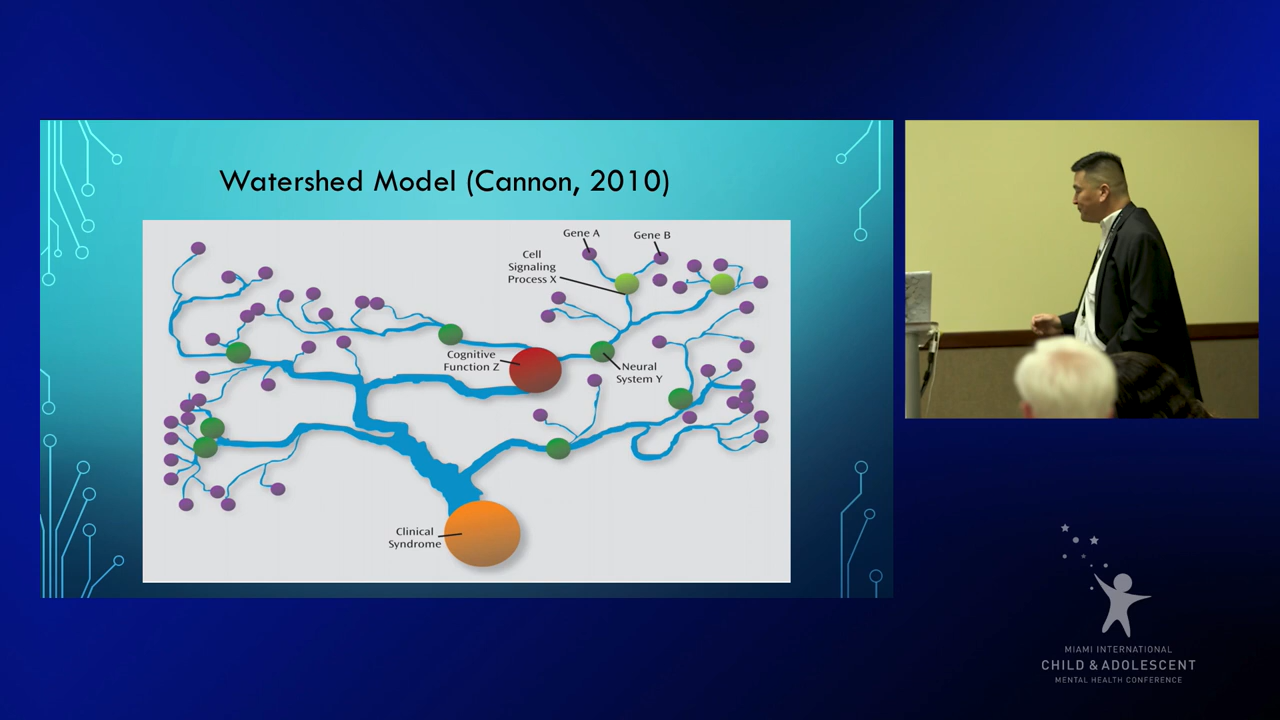 Watershed Model (Cannon, 2010)
Gene A
Gene B
Cell
Signaling
Process X
Cognitive
Function Z
Neural
System Y
Clinical
Syndrome
MIAMI INTERNATIONAL
CHILD & ADOLESCENT
MENTAL HEALTH CONFERENCE